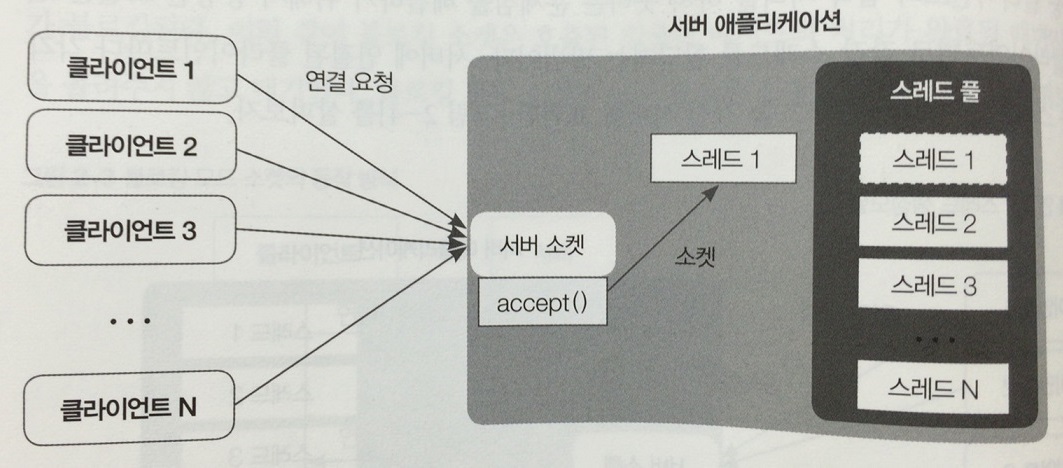 서버 애플리케이션
클라이언트 1
연결 요청
스레드 풀
클라이언트 2
스레드 1
스레드 1
클라이언트 3
서버 소켓
스레드 2
소켓
accept()
스레드 3
...
...
클라이언트 N
스레드 N